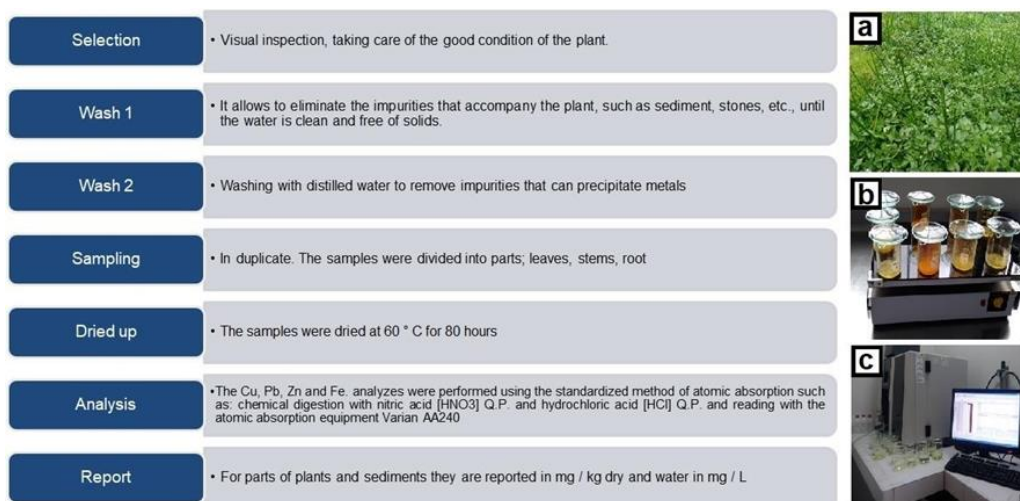 Selection
• Visual inspection, taking care of the good condition of the plant.
Wash 1
• It allows to eliminate the impurities that accompany the plant, such as sediment, stones, etc., until
the water is clean and free of solids.
Wash 2
• Washing with distilled water to remove impurities that can precipitate metals
Sampling
• In duplicate. The samples were divided into parts; leaves, stems, root
Dried up
• The samples were dried at 60 ° C for 80 hours
Analysis
•The Cu, Pb, Zn and Fe. analyzes were performed using the standardized method of atomic absorption such
as: chemical digestion with nitric acid [HNO3] Q.P. and hydrochloric acid [HCl] Q.P. and reading with the
atomic absorption equipment Varian AA240
Report
• For parts of plants and sediments they are reported in mg / kg dry and water in mg / L
a
b
c